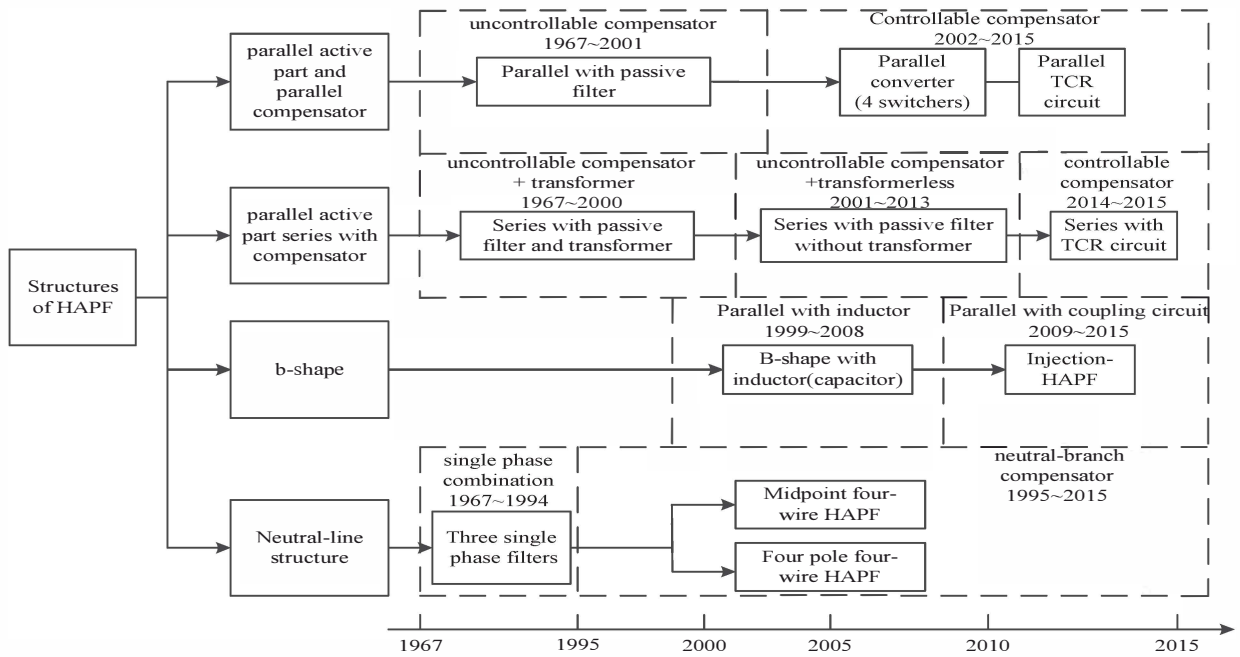 uncontrollable compensator
1967~2001
Controllable compensator
2002~2015
parallel active
part and
parallel
compensator
Parallel with passive
filter
Parallel
converter
(4 switchers)
Parallel
TCR
circuit
uncontrollable compensator
+ transformer
1967~2000
uncontrollable compensator
+transformerless
2001~2013
controllable
compensator
2014~2015
parallel active
part series with
compensator
Series with passive
filter and transformer
Series with passive filter
without transformer
Series with
TCR circuit
Structures
of HAPF
Parallel with inductor
1999~2008
Parallel with coupling circuit
2009~2015
b-shape
B-shape with
inductor(capacitor)
Injection-
HAPF
single phase
combination
1967~1994
neutral-branch
compensator
1995~2015
Neutral-line
structure
Three single
phase filters
Midpoint four-
wire HAPF
Four pole four-
wire HAPF
1967
1995
2000
2005
2010
2015